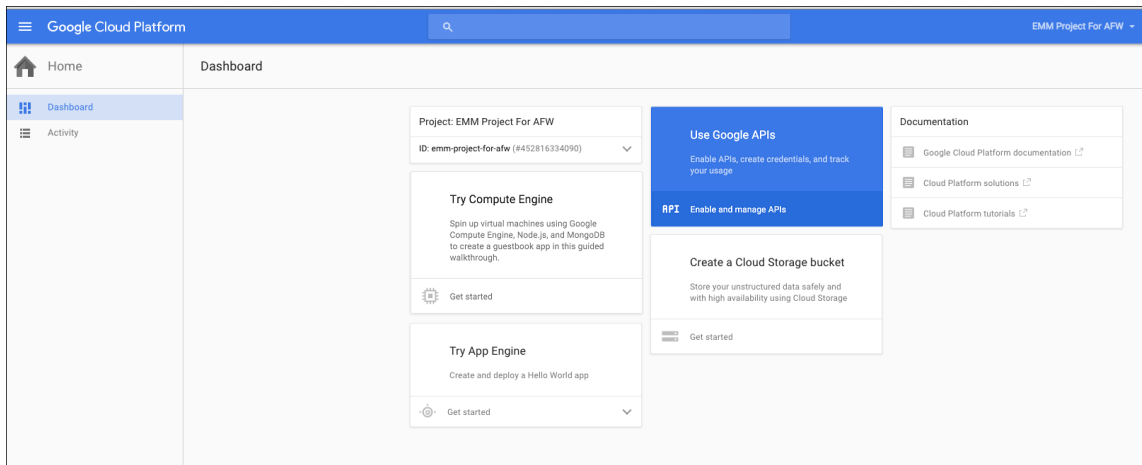 Google Cloud Platform
EMM Project For AFW
Home
Dashboard
Dashboard
Activity
Project: EMM Project For AFW
ID: emm-project-for-afw (#452816334090)
Try Compute Engine
Spin up virtual machines using Google
Compute Engine, Node.js, and MongoDB
to create a guestbook app in this guided
walkthrough.
Get started
Try App Engine
Create and deploy a Hello World app
Get started
Use Google APIs
Enable APIs, create credentials, and track
your usage
API Enable and manage APIs
Create a Cloud Storage bucket
Store your unstructured data safely and
with high availability using Cloud Storage
Get started
Documentation
Google Cloud Platform documentation
Cloud Platform solutions
Cloud Platform tutorials